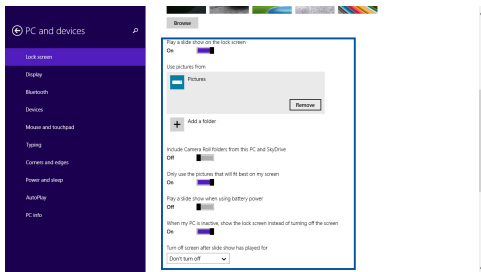 PC and devices
Lock screen
Display
Bluetooth
Devices
Mouse and touchpad
Typing
Corners and edges
Power and sleep
AutoPlay
PC info
Browse
Play a slide show on the lock screen
On
Use pictures from
Pictures
Remove
Add a folder
Include Camera Roll folders from this PC and SkyDrive
Off
Only use the pictures that will fit best on my screen
On
Play a slide show when using battery power
Off
When my PC is inactive, show the lock screen instead of turning off the screen
On
Turn off screen after slide show has played for
Don't turn off